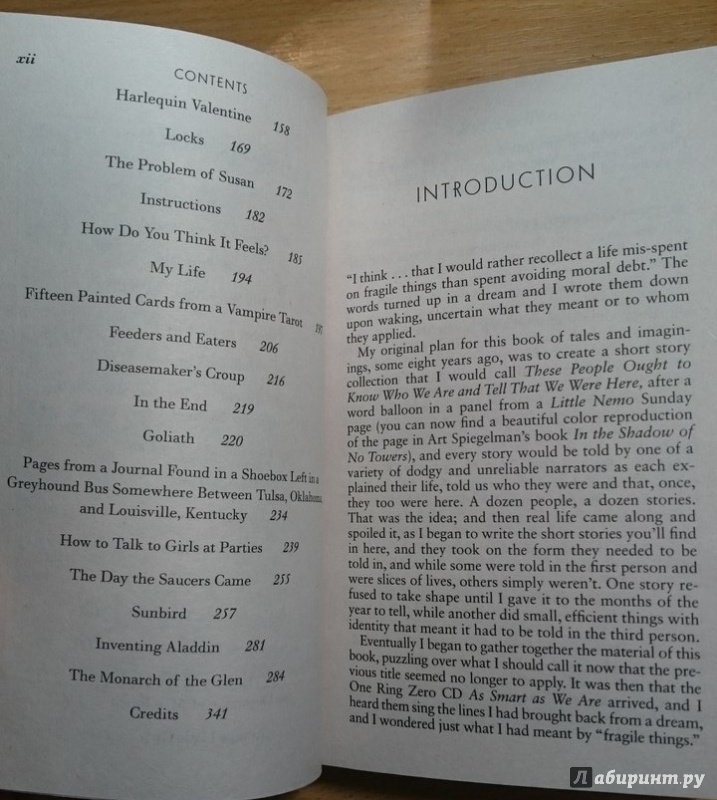 xii
CONTENTS
Harlequin Valentine 158
Locks 169
The Problem of Susan 172
Instructions 182
How Do You Think It Feels? 185
My Life 194
Fifteen Painted Cards from a Vampire Tarot
Feeders and Eaters 206
Diseasemaker's Croup 216
In the End 219
Goliath 220
Pages from a Journal Found in a Shoebox Left in a
Greyhound Bus Somewhere Between Tulsa, Oklahoma
and Louisville, Kentucky 234
How to Talk to Girls at Parties 239
The Day the Saucers Came 255
Sunbird 257
Inventing Aladdin 281
The Monarch of the Glen 284
Credits 341
INTRODUCTION
"I think . . . that I would rather recollect a life mis-spent
on fragile things than spent avoiding moral debt." The
words turned up in a dream and I wrote them down
upon waking, uncertain what they meant or to whom
they applied.
My original plan for this book of tales and imagin-
ings, some eight years ago, was to create a short story
collection that I would call These People Ought to
Know Who We Are and Tell That We Were Here, after a
word balloon in a panel from a Little Nemo Sunday
page (you can now find a beautiful color reproduction
of the page in Art Spiegelman's book In the Shadow of
No Towers), and every story would be told by one of a
variety of dodgy and unreliable narrators as each ex-
plained their life, told us who they were and that, once,
they too were here. A dozen people, a dozen stories.
That was the idea; and then real life came along and
spoiled it, as I began to write the short stories you'll find
in here, and they took on the form they needed to be
told in, and while some were told in the first person and
were slices of lives, others simply weren't. One story re-
fused to take shape until I gave it to the months of the
year to tell, while another did small, efficient things with
identity that meant it had to be told in the third person.
Eventually I began to gather together the material of this
book, puzzling over what I should call it now that the pre-
vious title seemed no longer to apply. It was then that the
One Ring Zero CD As Smart as We Are arrived, and I
heard them sing the lines I had brought back from a dream,
and I wondered just what I had meant by "fragile things."
Лабиринт.ру